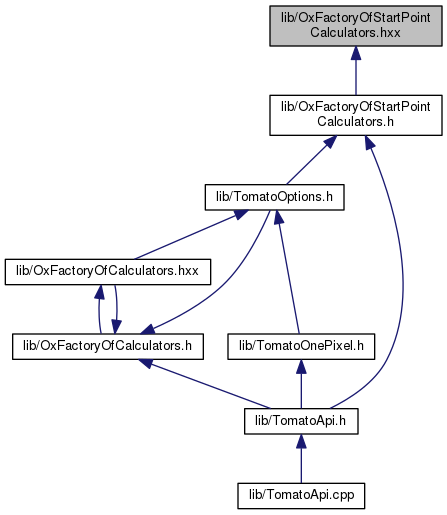 lib/OxFactoryOfStartPoint
Calculators.hxx
lib/OxFactoryOfStartPoint
Calculators.h
lib/TomatoOptions.h
lib/OxFactoryOfCalculators.hxx
lib/OxFactoryOfCalculators.h
lib/TomatoOnePixel.h
lib/TomatoApi.h
lib/TomatoApi.cpp